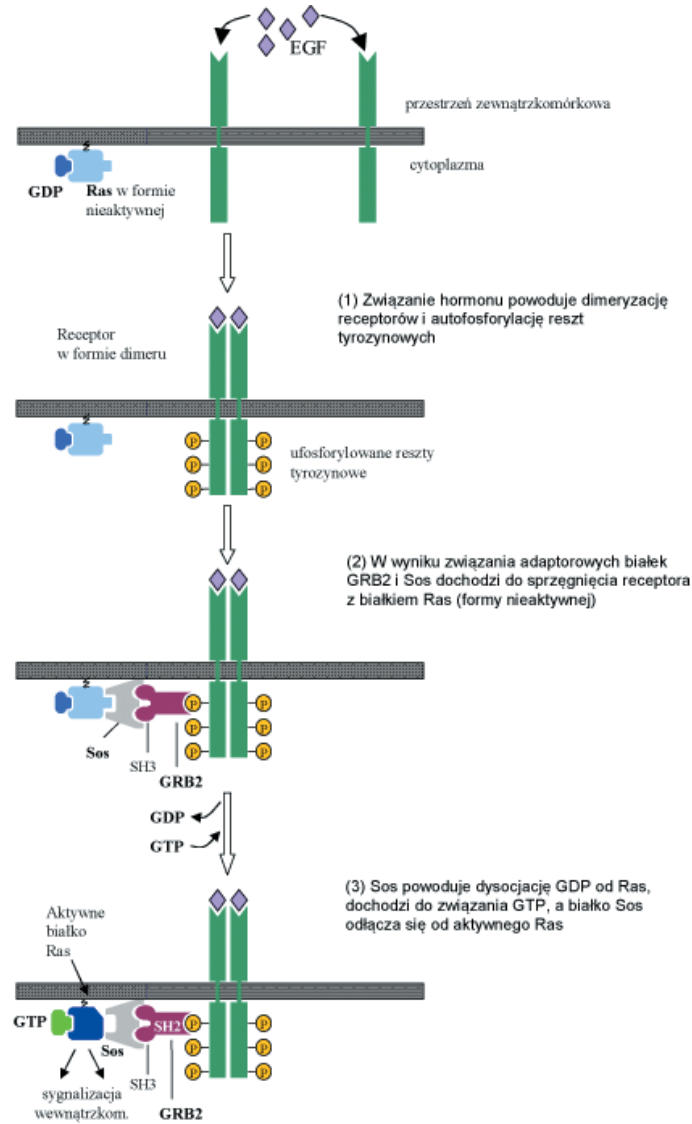 EGF
przestrzeń zewnątrzkomórkowa
cytoplazma
GDP
Ras w formie
nieaktywnej
(1) Związanie hormonu powoduje dimeryzację
receptorów i autofosforylację reszt
tyrozynowych
Receptor
w formie dimeru
P P
P P
P P
ufosforylowane reszty
tyrozynowe
(2) W wyniku związania adaptorowych białek
GRB2 i Sos dochodzi do sprzęgnięcia receptora
z białkiem Ras (formy nieaktywnej)
P P
P P
P P
Sos
SH3
GRB2
GDP
GTP
(3) Sos powoduje dysocjację GDP od Ras,
dochodzi do związania GTP, a białko Sos
odłącza się od aktywnego Ras
Aktywne
białko
Ras
GTP
SH2
P P
P P
P P
Sos
SH3
GRB2
sygnalizacja
wewnątrzkom.